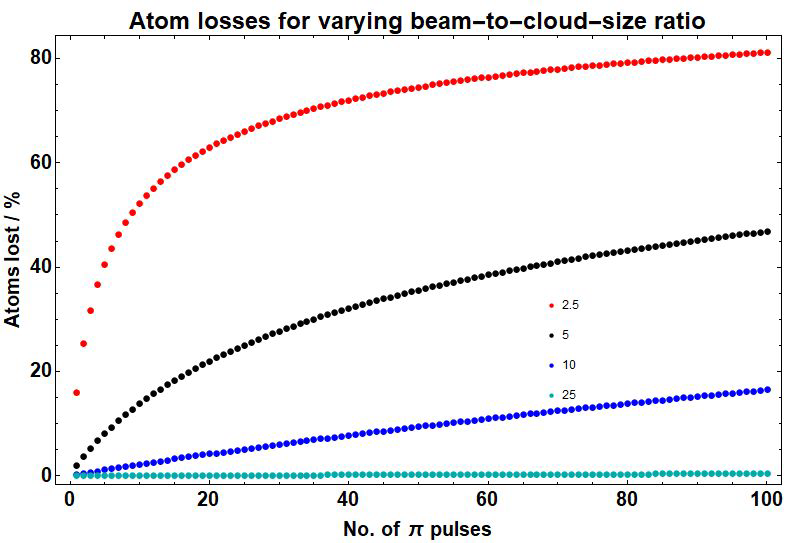 Atom losses for varying beam–to–cloud–size ratio
Atoms lost / %
80
60
40
20
0
2.5
5
10
25
0 20 40 60 80 100
No. of π pulses